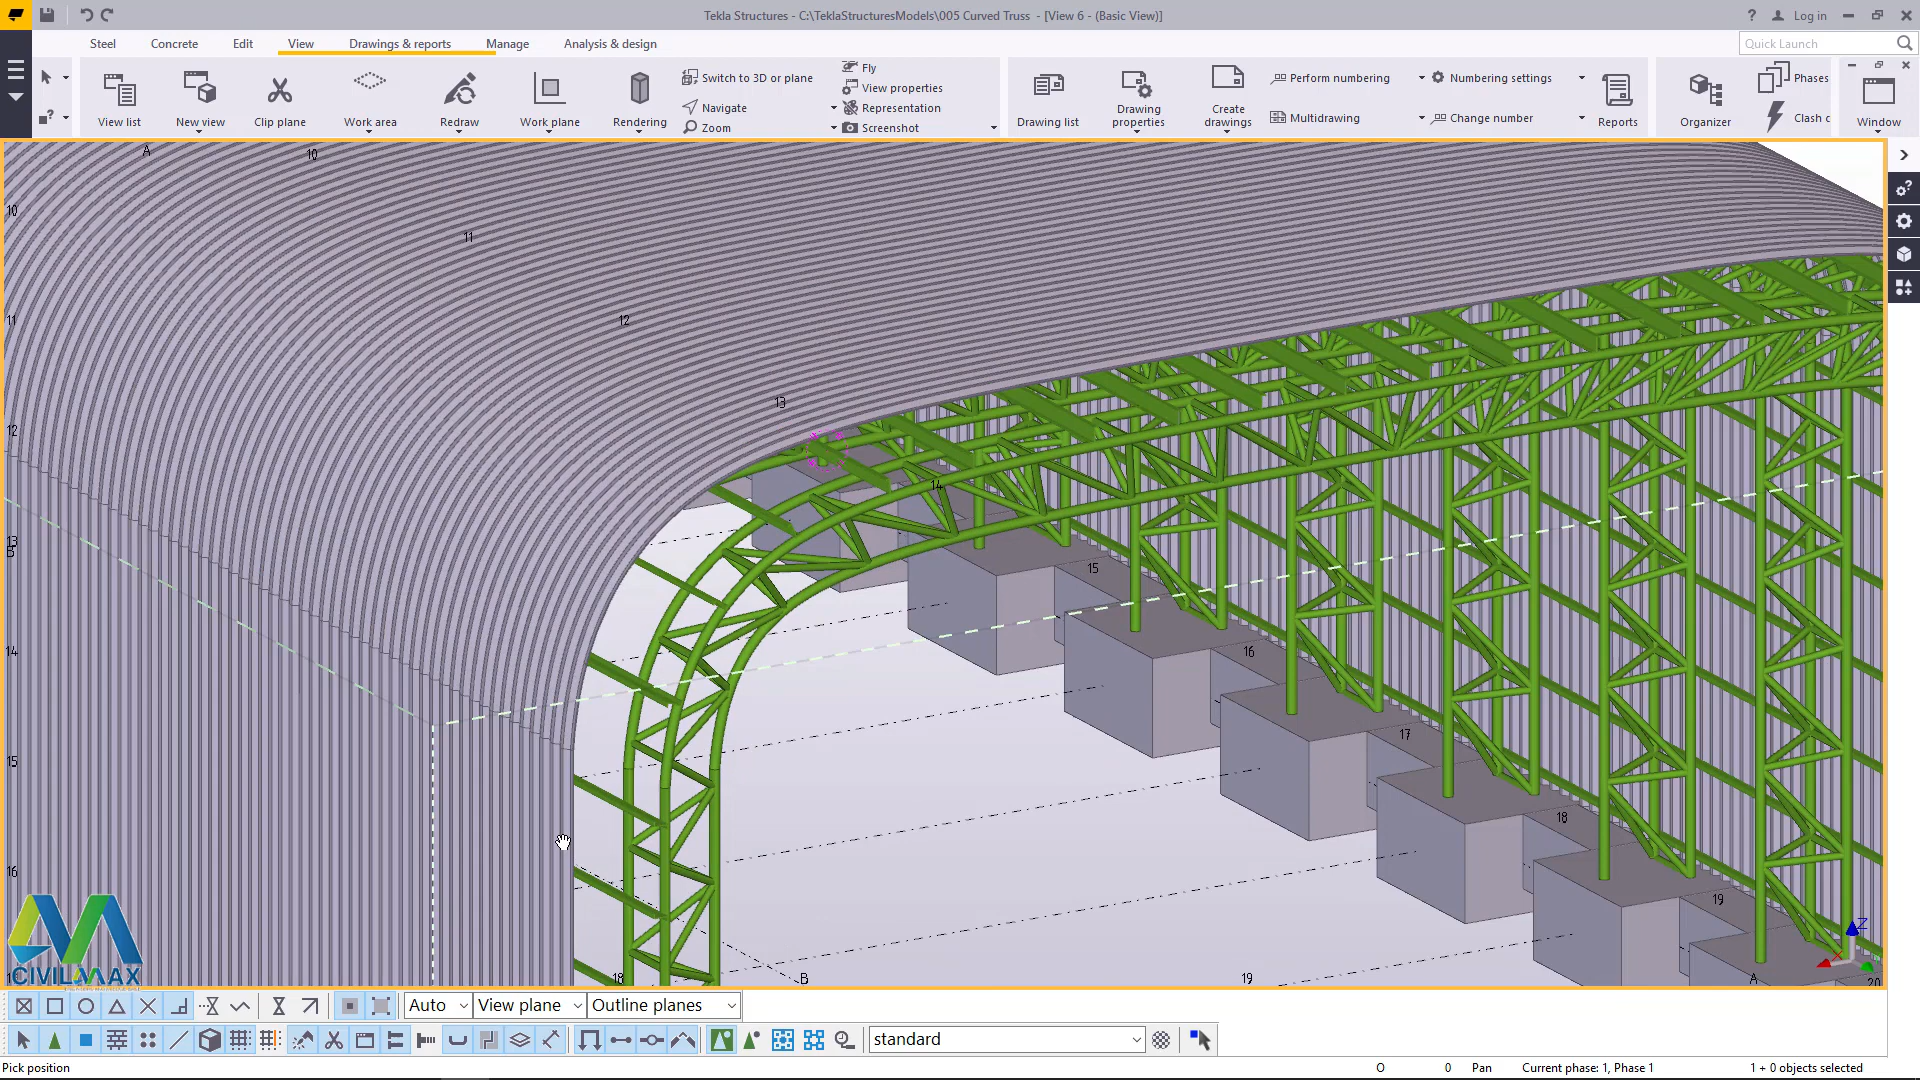 Tekla Structures - C:\TeklaStructuresModels\005 Curved Truss - [View 6 - (Basic View)]
? Log in
Steel Concrete Edit View Drawings & reports Manage Analysis & design
Quick Launch
View list
New view
Clip plane
Work area
Redraw
Work plane
Rendering
Switch to 3D or plane
Navigate
Zoom
Fly
View properties
Representation
Screenshot
Drawing list
Drawing properties
Create drawings
Perform numbering
Multidrawing
Numbering settings
Change number
Reports
Organizer
Phases
Clash c
Window
A
10
10
11
11
12
12
13
13
B
14
14
15
15
16
16
17
18
19
18
B
19
A
20
Z
CIVILMAX
Auto View plane Outline planes
standard
Pick position
O 0 Pan Current phase: 1, Phase 1 1 + 0 objects selected